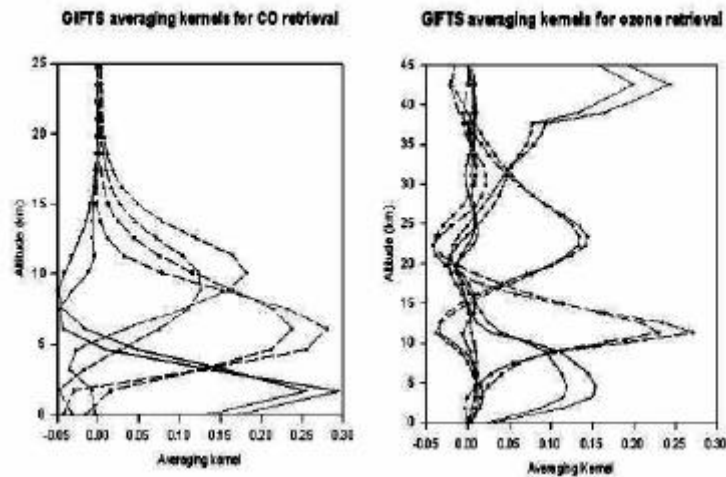 GIFTS averaging kernels for CO retrieval
25
20
15
10
5
0
Altitude (km)
-0.05 0.00 0.05 0.10 0.15 0.20 0.25 0.30
Averaging kernel
GIFTS averaging kernels for ozone retrieval
45
40
35
30
25
20
15
10
5
0
Altitude (km)
-0.05 0.00 0.05 0.10 0.15 0.20 0.25 0.30
Averaging Kernel